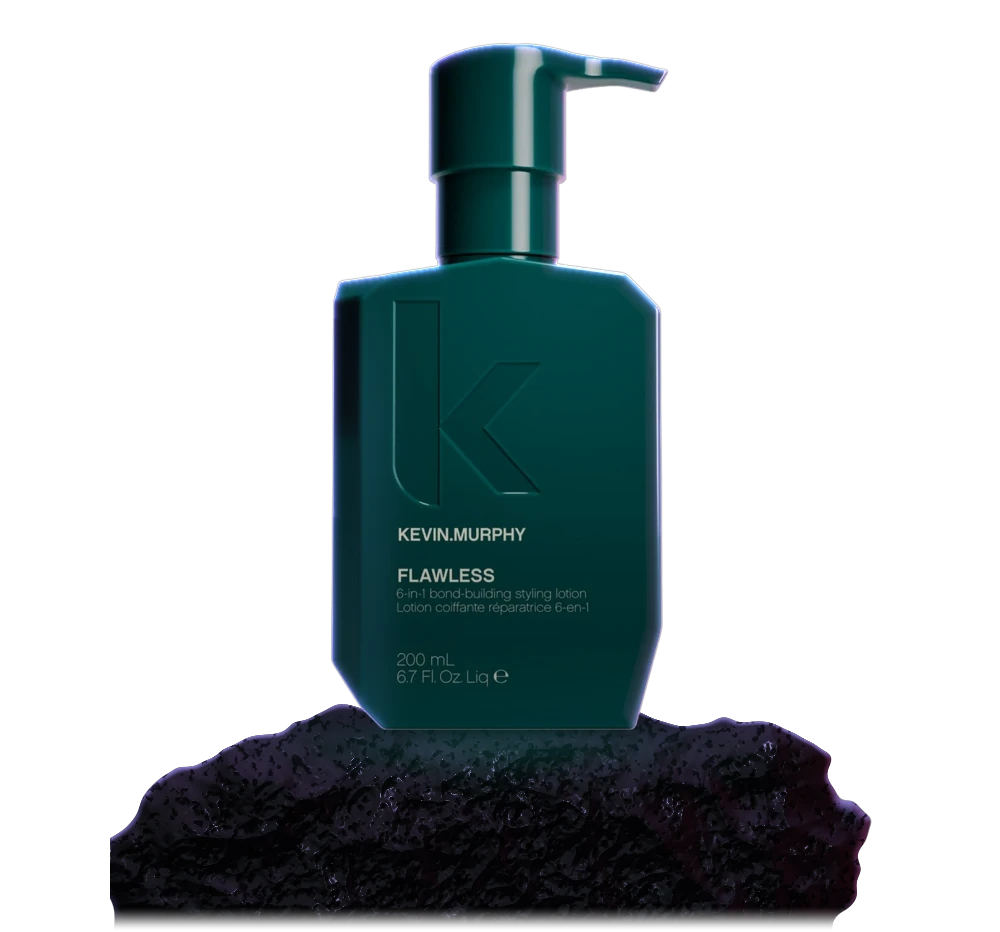 k
KEVIN.MURPHY
FLAWLESS
6-in-1 bond-building styling lotion
Lotion coiffante réparatrice 6-en-1
200 mL
6.7 Fl. Oz. Liq ℮